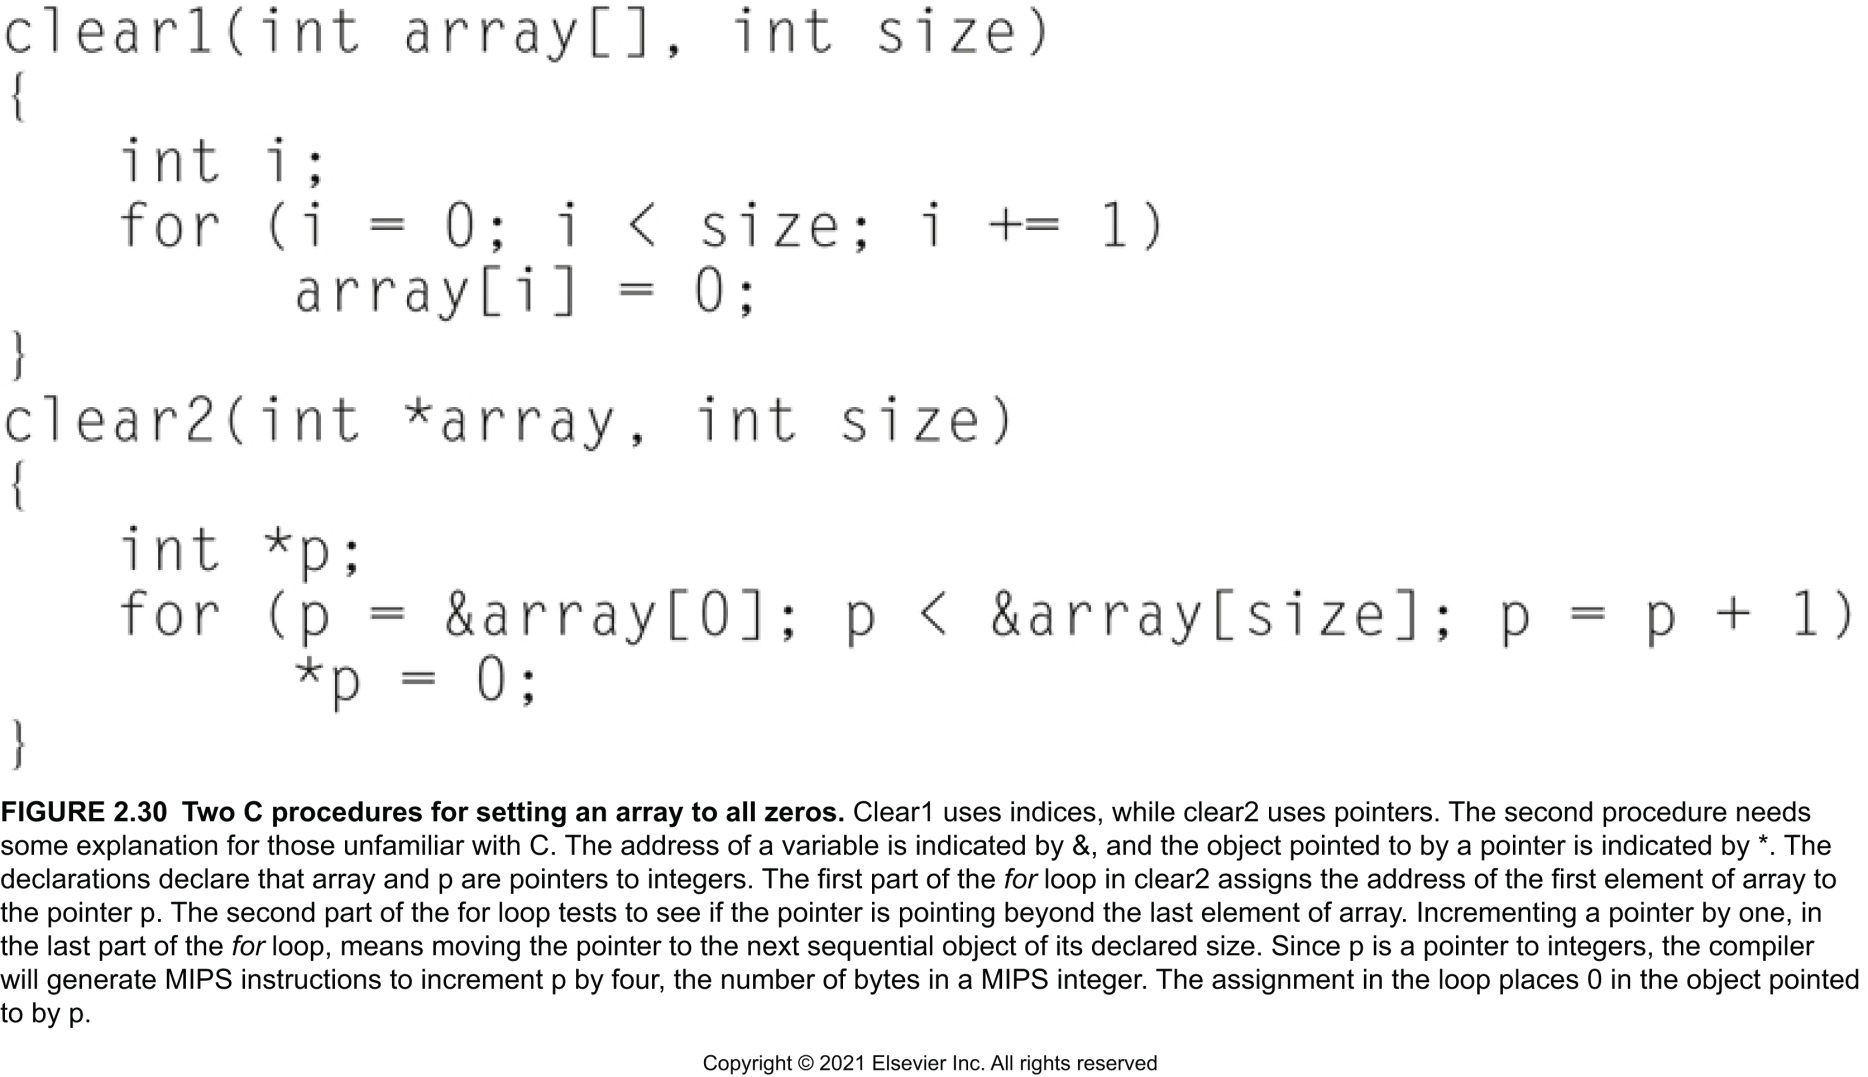 clear1(int array[], int size)
{
    int i;
    for (i = 0; i < size; i += 1)
        array[i] = 0;
}
clear2(int *array, int size)
{
    int *p;
    for (p = &array[0]; p < &array[size]; p = p + 1)
        *p = 0;
}
FIGURE 2.30 Two C procedures for setting an array to all zeros. Clear1 uses indices, while clear2 uses pointers. The second procedure needs
some explanation for those unfamiliar with C. The address of a variable is indicated by &, and the object pointed to by a pointer is indicated by *. The
declarations declare that array and p are pointers to integers. The first part of the for loop in clear2 assigns the address of the first element of array to
the pointer p. The second part of the for loop tests to see if the pointer is pointing beyond the last element of array. Incrementing a pointer by one, in
the last part of the for loop, means moving the pointer to the next sequential object of its declared size. Since p is a pointer to integers, the compiler
will generate MIPS instructions to increment p by four, the number of bytes in a MIPS integer. The assignment in the loop places 0 in the object pointed
to by p.
Copyright © 2021 Elsevier Inc. All rights reserved